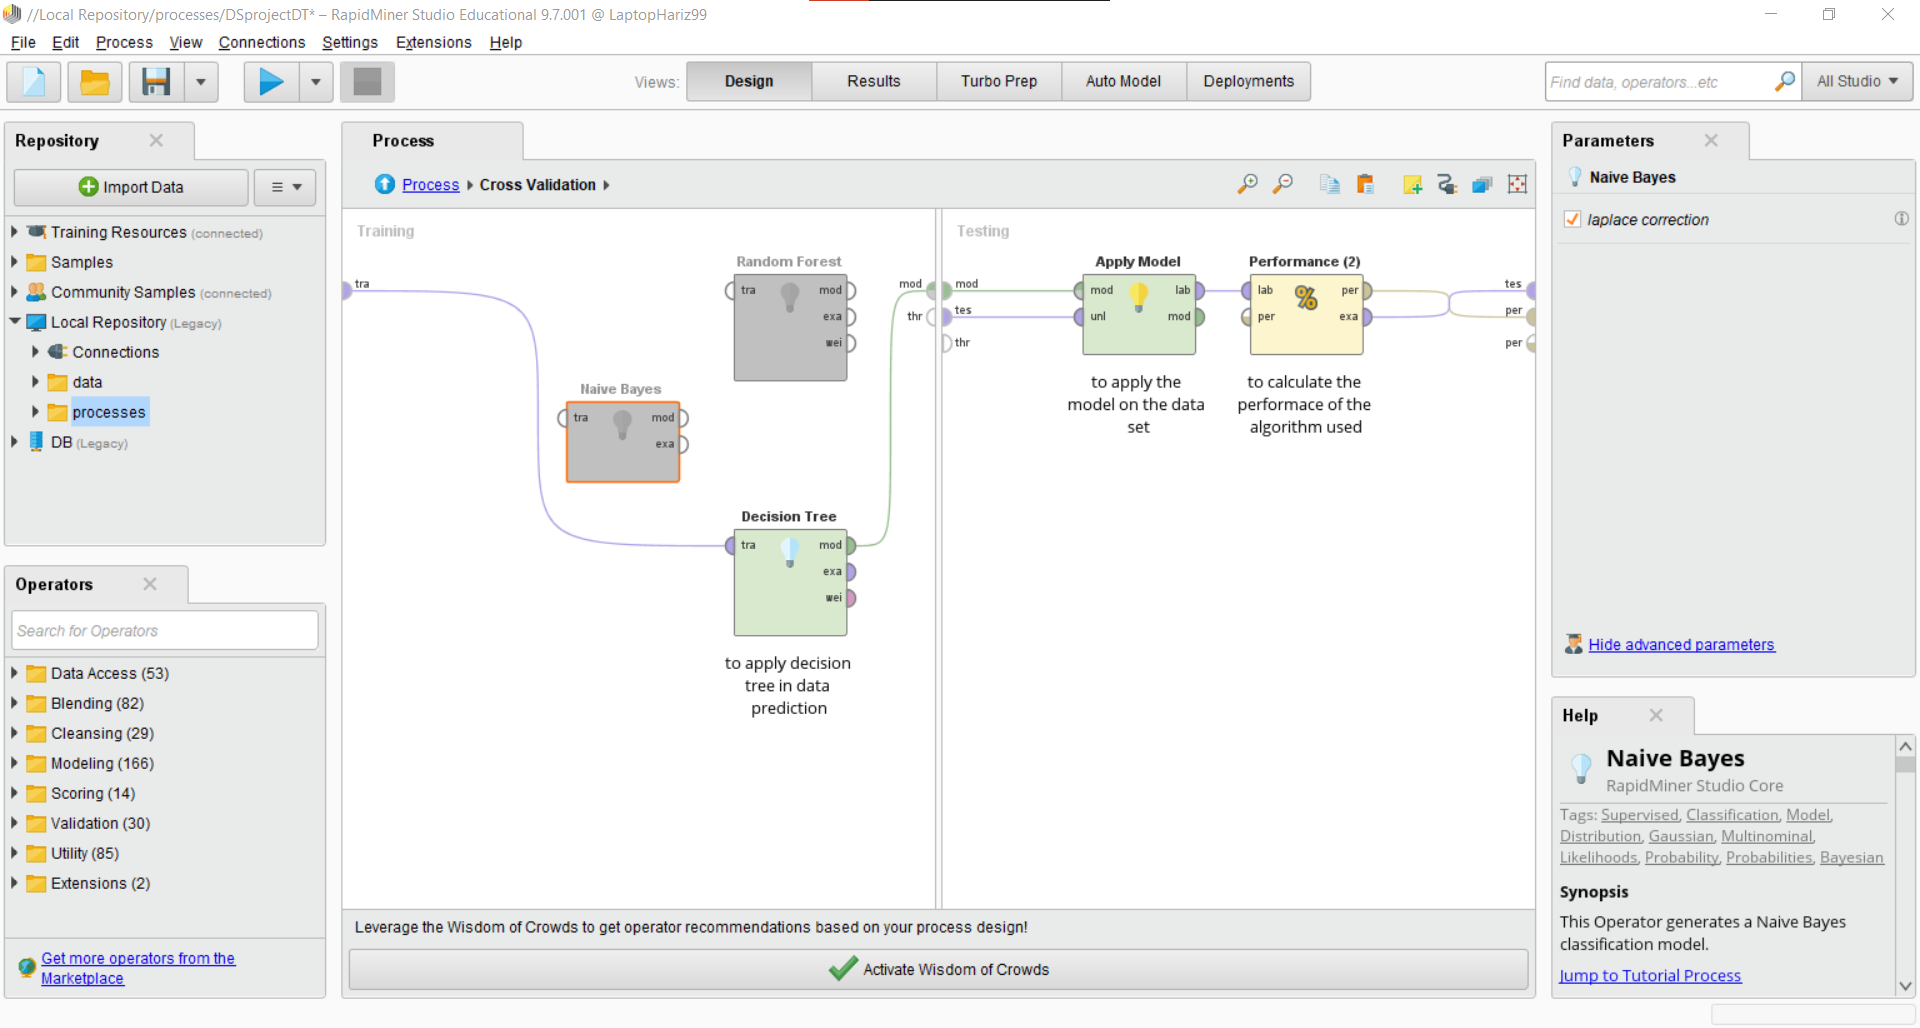 //Local Repository/processes/DSprojectDT* – RapidMiner Studio Educational 9.7.001 @ LaptopHariz99
File Edit Process View Connections Settings Extensions Help
Views: Design Results Turbo Prep Auto Model Deployments
Find data, operators...etc
All Studio
Repository
Import Data
Training Resources (connected)
Samples
Community Samples (connected)
Local Repository (Legacy)
Connections
data
processes
DB (Legacy)
Operators
Search for Operators
Data Access (53)
Blending (82)
Cleansing (29)
Modeling (166)
Scoring (14)
Validation (30)
Utility (85)
Extensions (2)
Get more operators from the
Marketplace
Process
Process Cross Validation
Training
tra
Random Forest
tra mod
exa
wei
Naive Bayes
tra mod
exa
Decision Tree
tra mod
exa
wei
to apply decision
tree in data
prediction
mod
thr
Testing
mod
tes
thr
Apply Model
mod lab
unl mod
to apply the
model on the data
set
Performance (2)
lab per
per exa
to calculate the
performace of the
algorithm used
tes
per
per
Leverage the Wisdom of Crowds to get operator recommendations based on your process design!
Activate Wisdom of Crowds
Parameters
Naive Bayes
laplace correction
Hide advanced parameters
Help
Naive Bayes
RapidMiner Studio Core
Tags: Supervised, Classification, Model,
Distribution, Gaussian, Multinominal,
Likelihoods, Probability, Probabilities, Bayesian
Synopsis
This Operator generates a Naive Bayes
classification model.
Jump to Tutorial Process